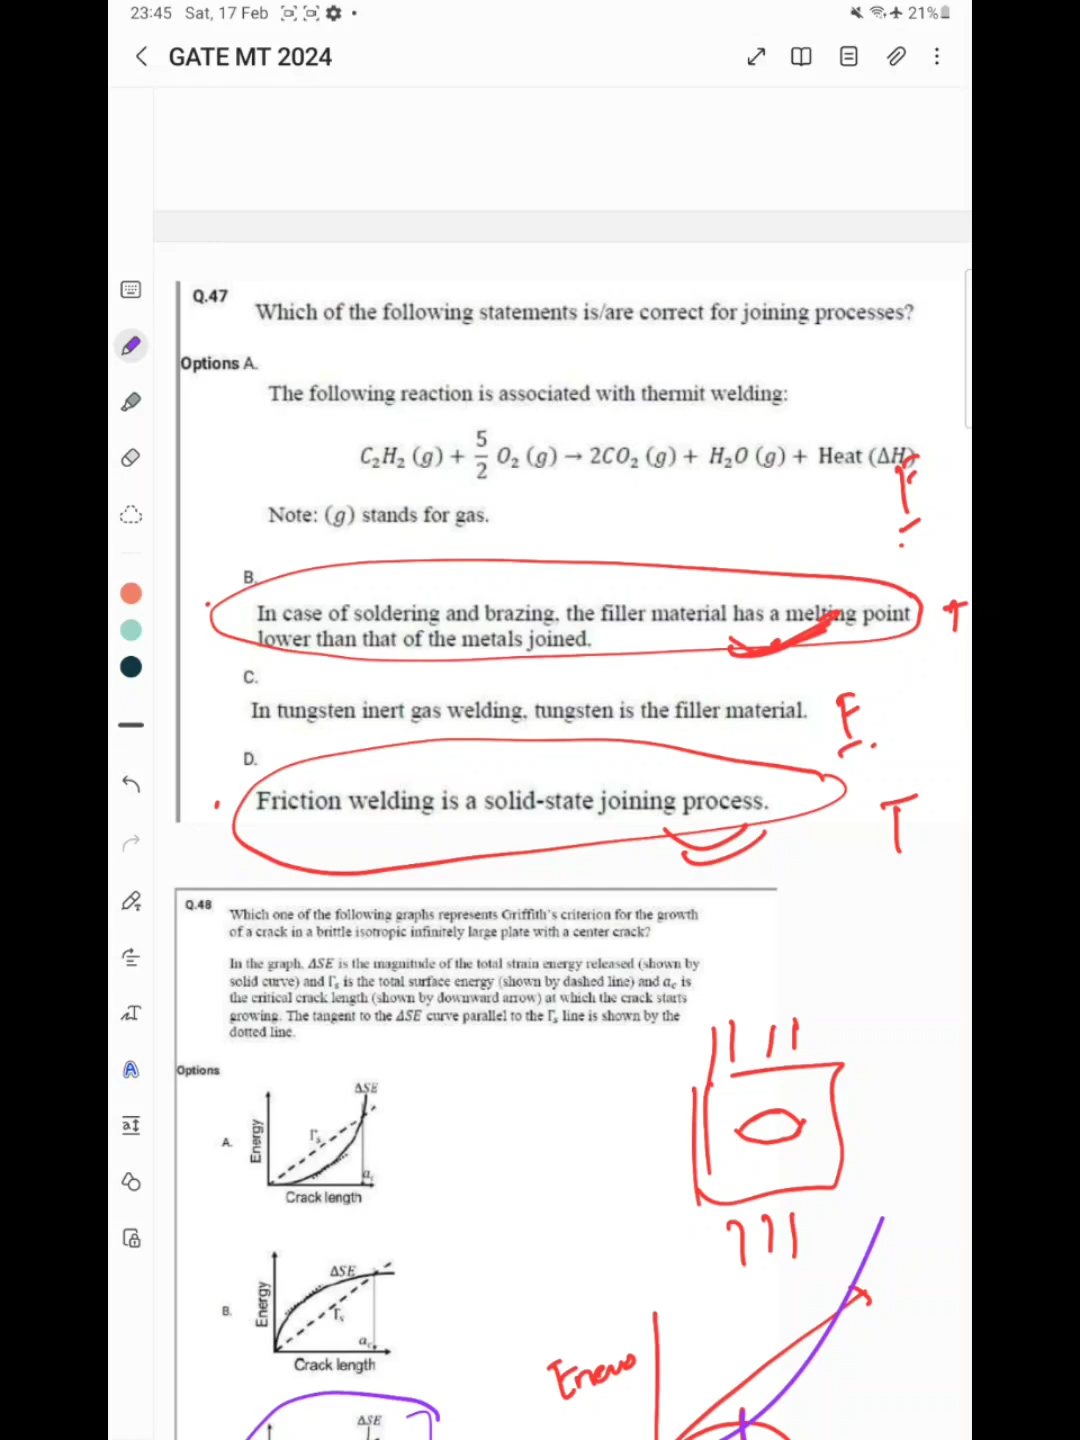 23:45 Sat, 17 Feb
21%
GATE MT 2024
Q.47
Which of the following statements is/are correct for joining processes?
Options A.
The following reaction is associated with thermit welding:
C₂H₂ (g) + 5/2 O₂ (g) → 2CO₂ (g) + H₂O (g) + Heat (ΔH)
F
Note: (g) stands for gas.
B.
In case of soldering and brazing, the filler material has a melting point
lower than that of the metals joined.
T
C.
In tungsten inert gas welding, tungsten is the filler material.
F
D.
Friction welding is a solid-state joining process.
T
Q.48
Which one of the following graphs represents Griffith's criterion for the growth
of a crack in a brittle isotropic infinitely large plate with a center crack?
In the graph, ΔSE is the magnitude of the total strain energy released (shown by
solid curve) and Γₛ is the total surface energy (shown by dashed line) and a꜀ is
the critical crack length (shown by downward arrow) at which the crack starts
growing. The tangent to the ΔSE curve parallel to the Γₛ line is shown by the
dotted line.
Options
A.
Energy
ΔSE
Γₛ
Crack length
B.
Energy
ΔSE
Γₛ
a꜀
Crack length
ΔSE